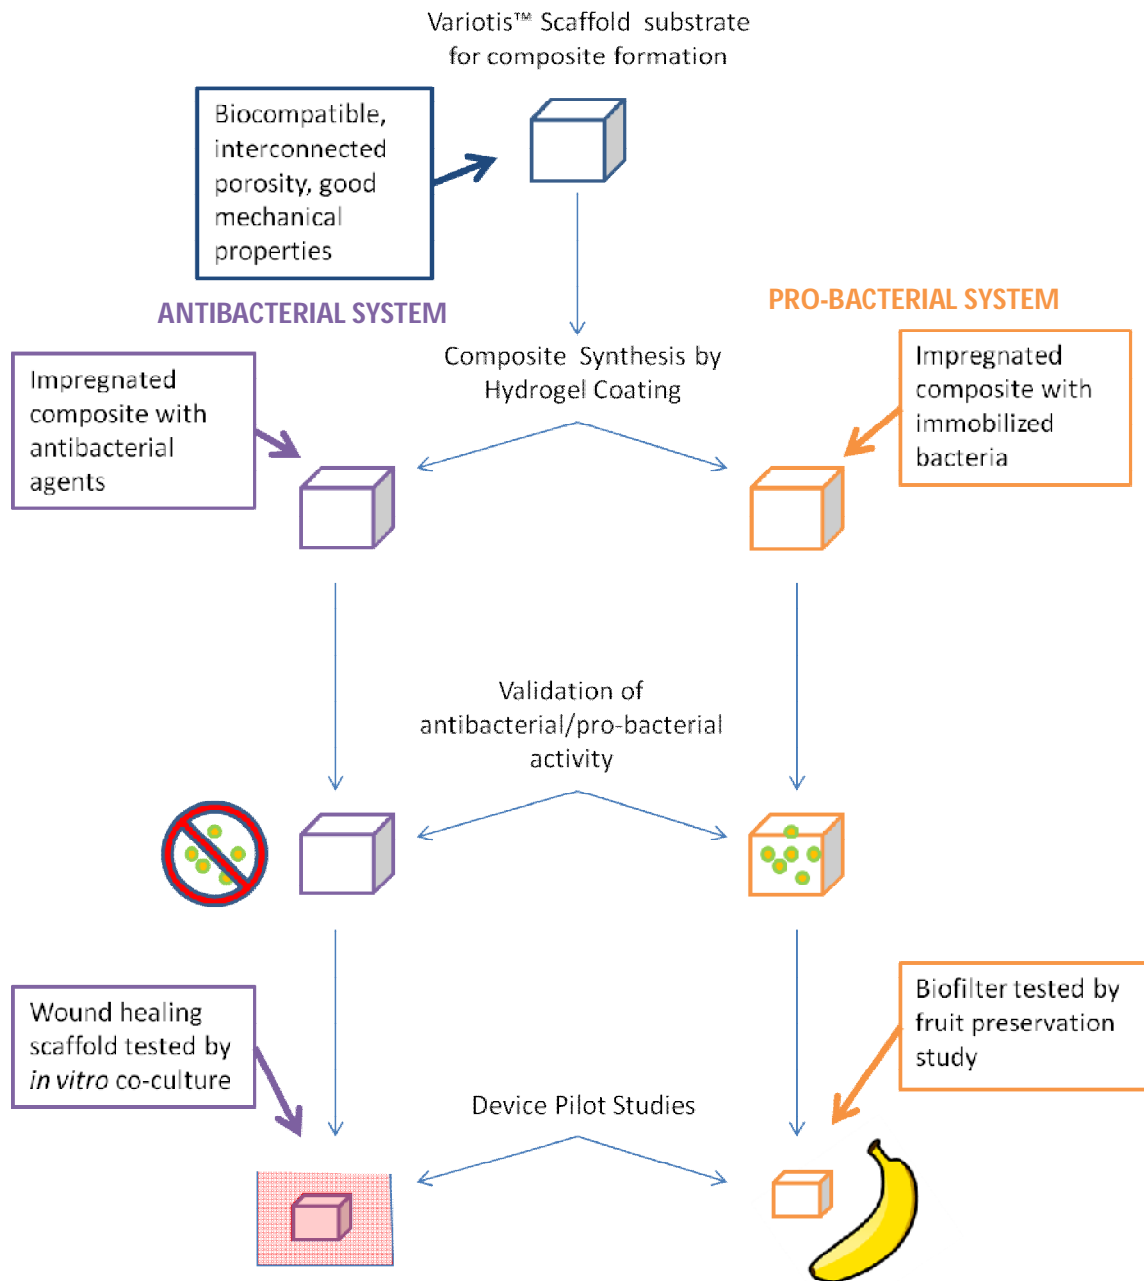 Variotis™ Scaffold substrate
for composite formation
Biocompatible,
interconnected
porosity, good
mechanical
properties
ANTIBACTERIAL SYSTEM
PRO-BACTERIAL SYSTEM
Composite Synthesis by
Hydrogel Coating
Impregnated
composite with
antibacterial
agents
Impregnated
composite with
immobilized
bacteria
Validation of
antibacterial/pro-bacterial
activity
Wound healing
scaffold tested by
in vitro co-culture
Biofilter tested by
fruit preservation
study
Device Pilot Studies